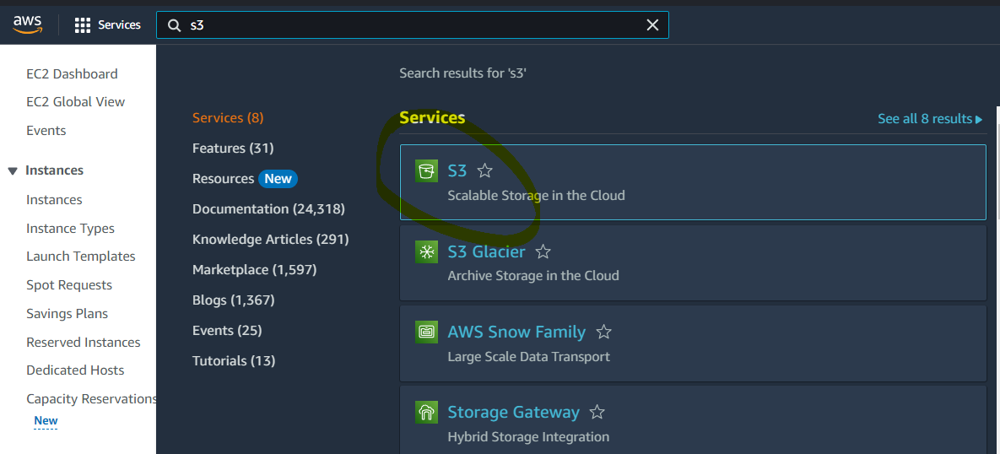 aws
Services
s3
EC2 Dashboard
EC2 Global View
Events
Instances
Instances
Instance Types
Launch Templates
Spot Requests
Savings Plans
Reserved Instances
Dedicated Hosts
Capacity Reservations
New
Search results for 's3'
Services (8)
Features (31)
Resources New
Documentation (24,318)
Knowledge Articles (291)
Marketplace (1,597)
Blogs (1,367)
Events (25)
Tutorials (13)
Services
See all 8 results
S3
Scalable Storage in the Cloud
S3 Glacier
Archive Storage in the Cloud
AWS Snow Family
Large Scale Data Transport
Storage Gateway
Hybrid Storage Integration